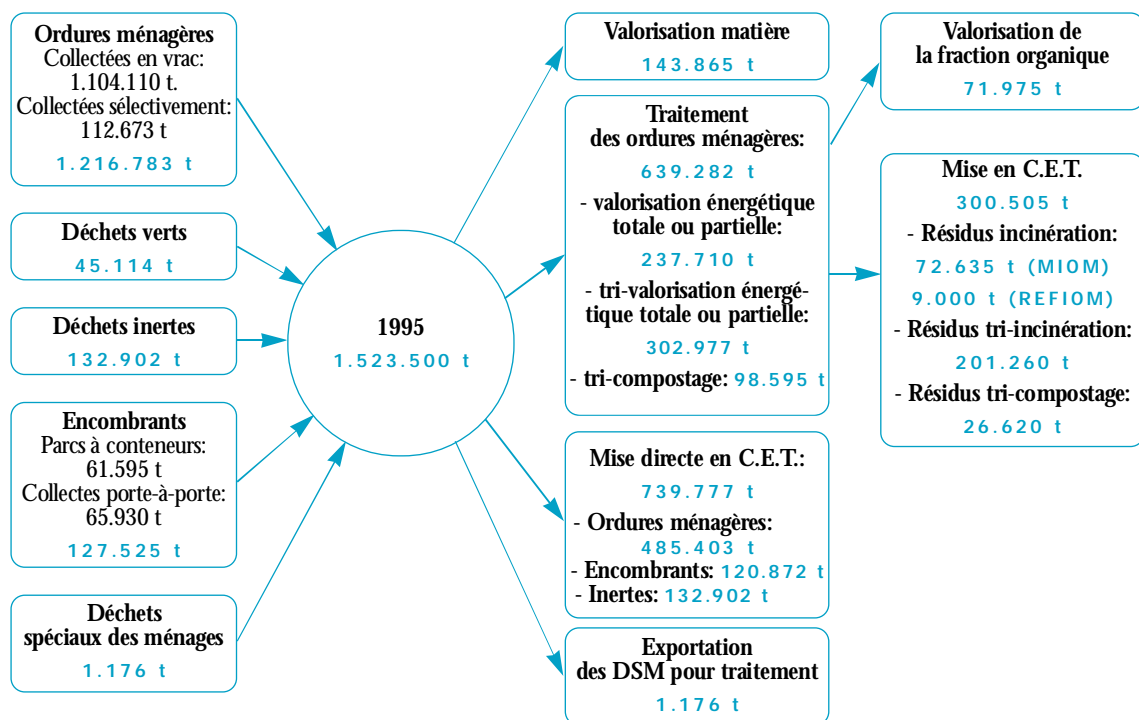 Ordures ménagères
Collectées en vrac:
1.104.110 t.
Collectées sélectivement:
112.673 t
1.216.783 t
Déchets verts
45.114 t
Déchets inertes
132.902 t
Encombrants
Parcs à conteneurs:
61.595 t
Collectes porte-à-porte:
65.930 t
127.525 t
Déchets
spéciaux des ménages
1.176 t
1995
1.523.500 t
Valorisation matière
143.865 t
Traitement
des ordures ménagères:
639.282 t
- valorisation énergétique
totale ou partielle:
237.710 t
- tri-valorisation énergé-
tique totale ou partielle:
302.977 t
- tri-compostage: 98.595 t
Mise directe en C.E.T.:
739.777 t
- Ordures ménagères:
485.403 t
- Encombrants: 120.872 t
- Inertes: 132.902 t
Exportation
des DSM pour traitement
1.176 t
Valorisation de
la fraction organique
71.975 t
Mise en C.E.T.
300.505 t
- Résidus incinération:
72.635 t (MIOM)
9.000 t (REFIOM)
- Résidus tri-incinération:
201.260 t
- Résidus tri-compostage:
26.620 t